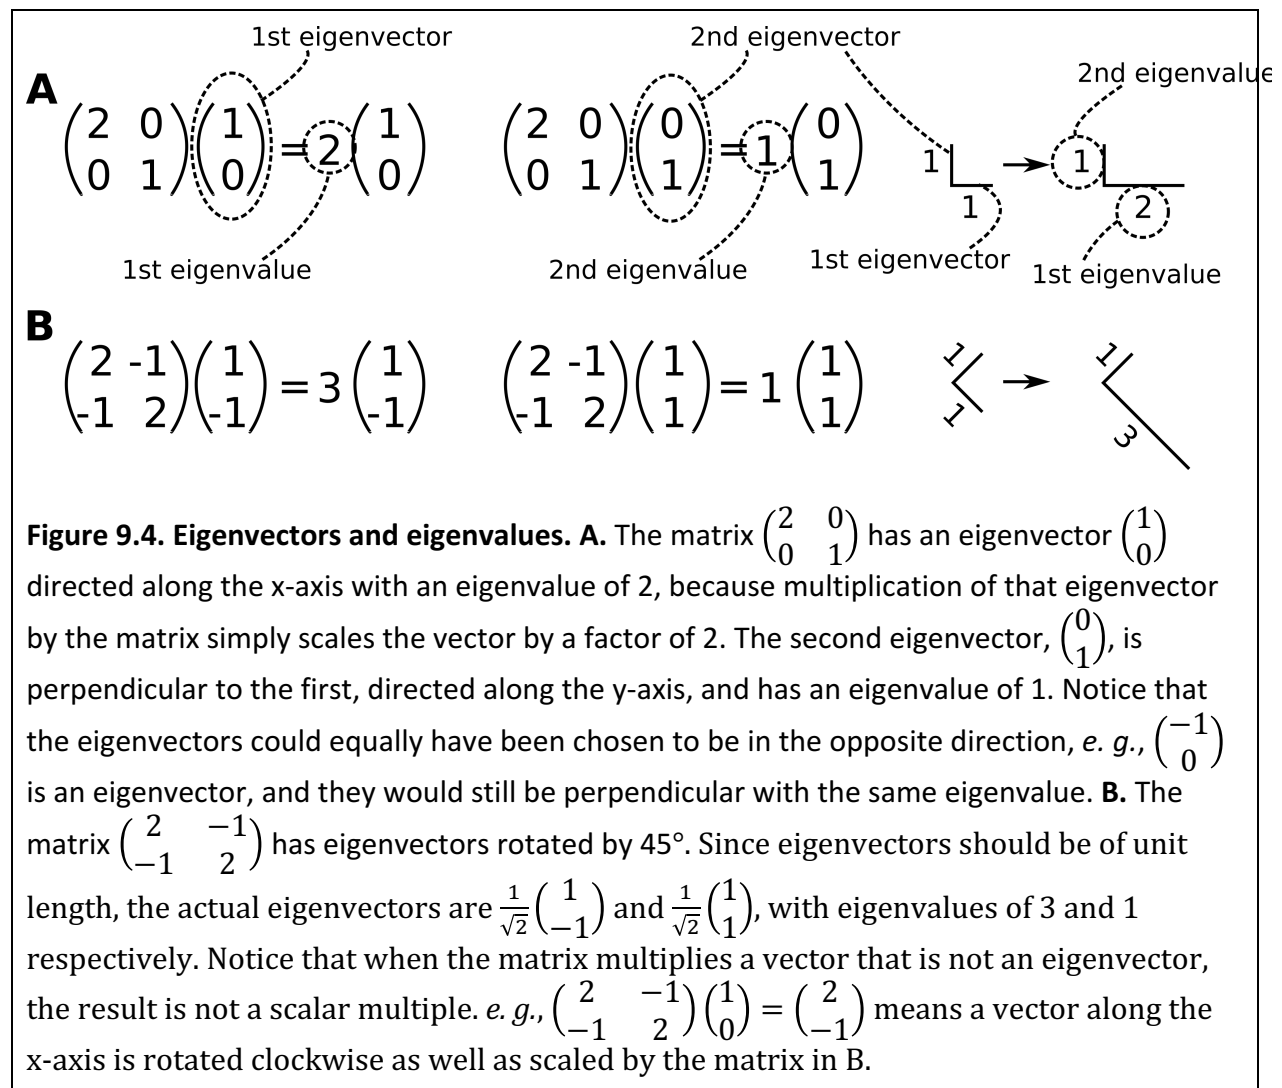 1st eigenvector 2nd eigenvector
2nd eigenvalue
A
(2 0) (1) = 2 (1) (2 0) (0) = 1 (0) 1 → 1
(0 1) (0) (0) (0 1) (1) (1) 1 2
1st eigenvalue 2nd eigenvalue 1st eigenvector 1st eigenvalue
B
(2 -1) (1) = 3 (1) (2 -1) (1) = 1 (1) 1 → 1
(-1 2) (-1) (-1) (-1 2) (1) (1) 1 3
Figure 9.4. Eigenvectors and eigenvalues. A. The matrix (2 0; 0 1) has an eigenvector (1; 0)
directed along the x-axis with an eigenvalue of 2, because multiplication of that eigenvector
by the matrix simply scales the vector by a factor of 2. The second eigenvector, (0; 1), is
perpendicular to the first, directed along the y-axis, and has an eigenvalue of 1. Notice that
the eigenvectors could equally have been chosen to be in the opposite direction, e. g., (−1; 0)
is an eigenvector, and they would still be perpendicular with the same eigenvalue. B. The
matrix (2 −1; −1 2) has eigenvectors rotated by 45°. Since eigenvectors should be of unit
length, the actual eigenvectors are 1/√2 (1; −1) and 1/√2 (1; 1), with eigenvalues of 3 and 1
respectively. Notice that when the matrix multiplies a vector that is not an eigenvector,
the result is not a scalar multiple. e. g., (2 −1; −1 2) (1; 0) = (2; −1) means a vector along the
x-axis is rotated clockwise as well as scaled by the matrix in B.